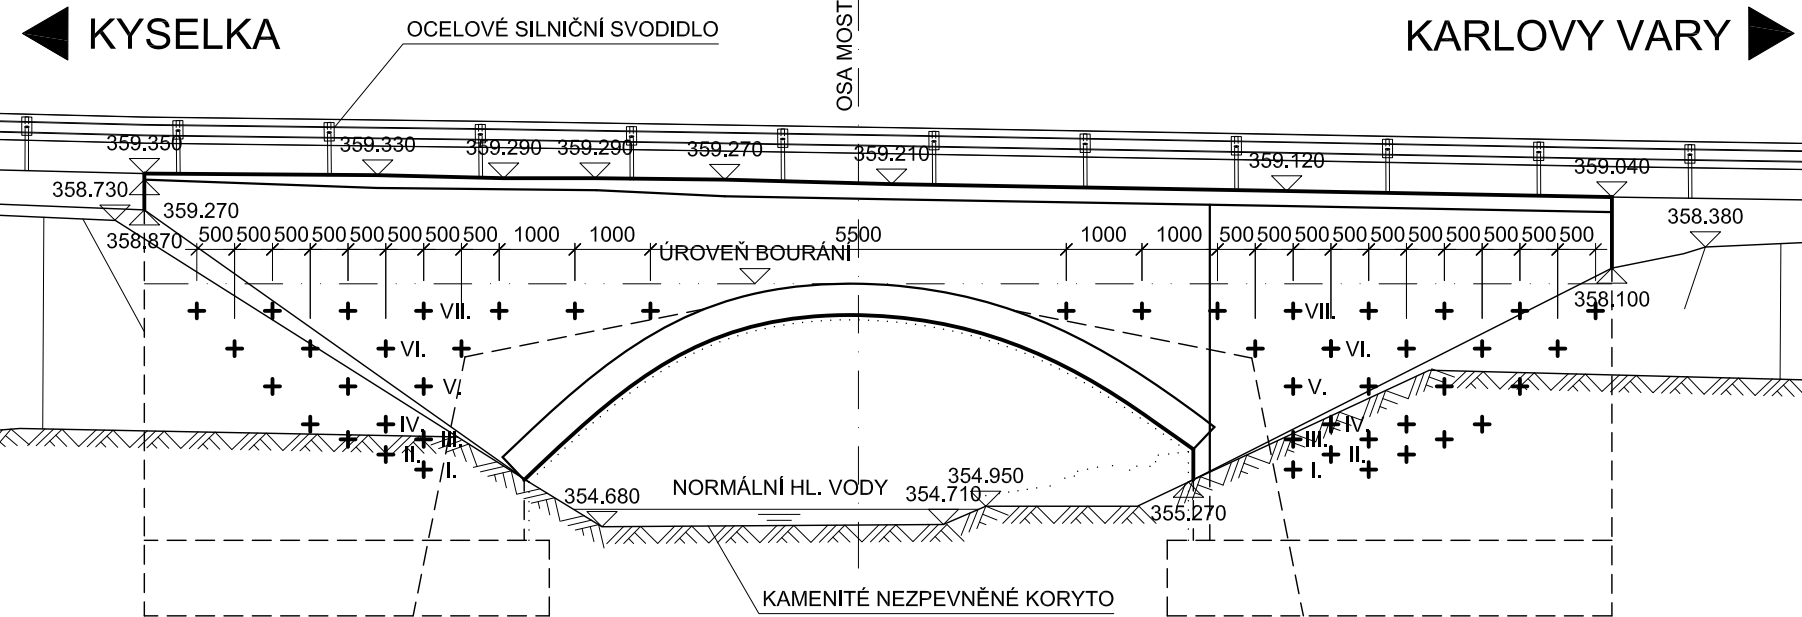 KYSELKA
OCELOVÉ SILNIČNÍ SVODIDLO
OSA MOST
KARLOVY VARY
359.350
359.330
359.290
359.290
359.270
359.210
359.120
359.040
358.730
359.270
358.380
358.870
500 500 500 500 500 500 500 500 1000 1000 5500 1000 1000 500 500 500 500 500 500 500 500 500 500
ÚROVEŇ BOURÁNÍ
358.100
VII.
VII.
VI.
VI.
V.
V.
IV.
IV.
III.
III.
II.
II.
I.
I.
354.680
NORMÁLNÍ HL. VODY
354.710
354.950
355.270
KAMENITÉ NEZPEVNĚNÉ KORYTO